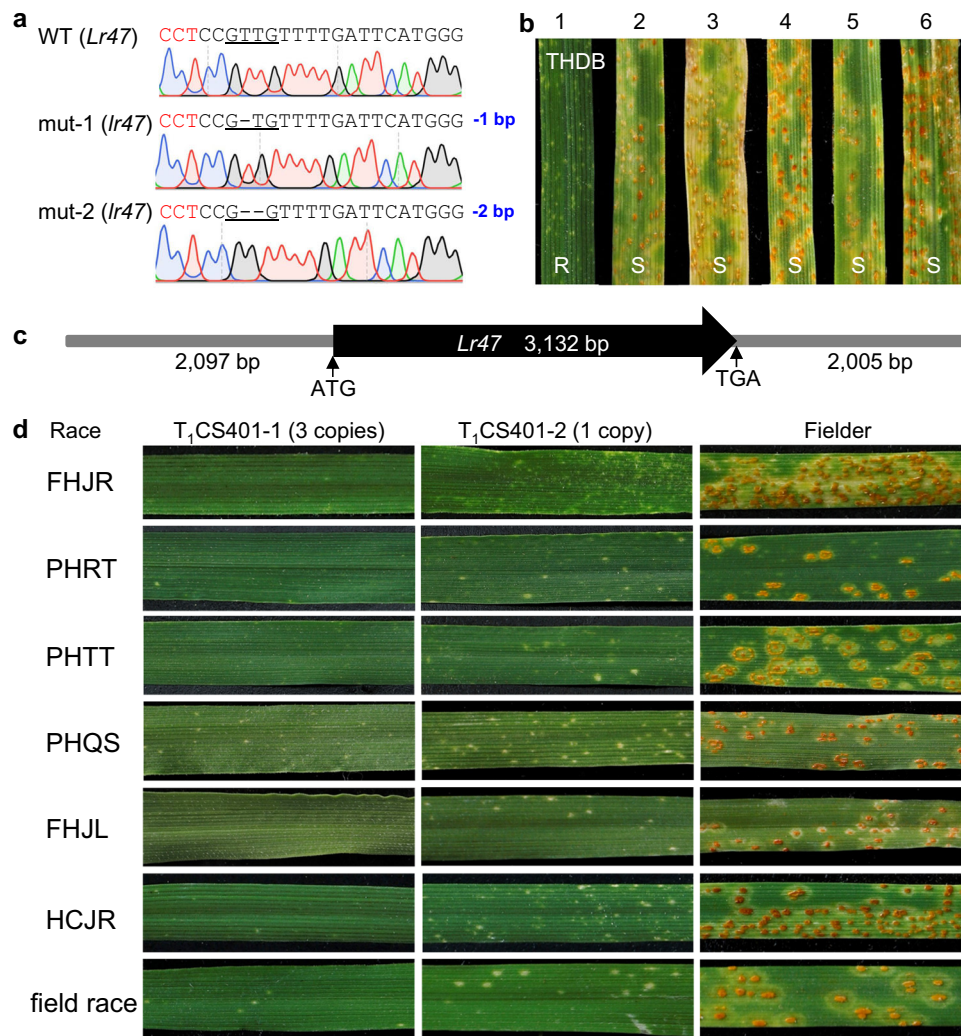 a
WT (Lr47) CCTCCGTTGTTTTGATTCATGGG
mut-1 (lr47) CCTCCG-TGTTTTGATTCATGGG -1 bp
mut-2 (lr47) CCTCCG--GTTTTGATTCATGGG -2 bp
b
1 2 3 4 5 6
THDB
R S S S S S
c
Lr47 3,132 bp
2,097 bp 2,005 bp
ATG TGA
d Race T₁CS401-1 (3 copies) T₁CS401-2 (1 copy) Fielder
FHJR
PHRT
PHTT
PHQS
FHJL
HCJR
field race